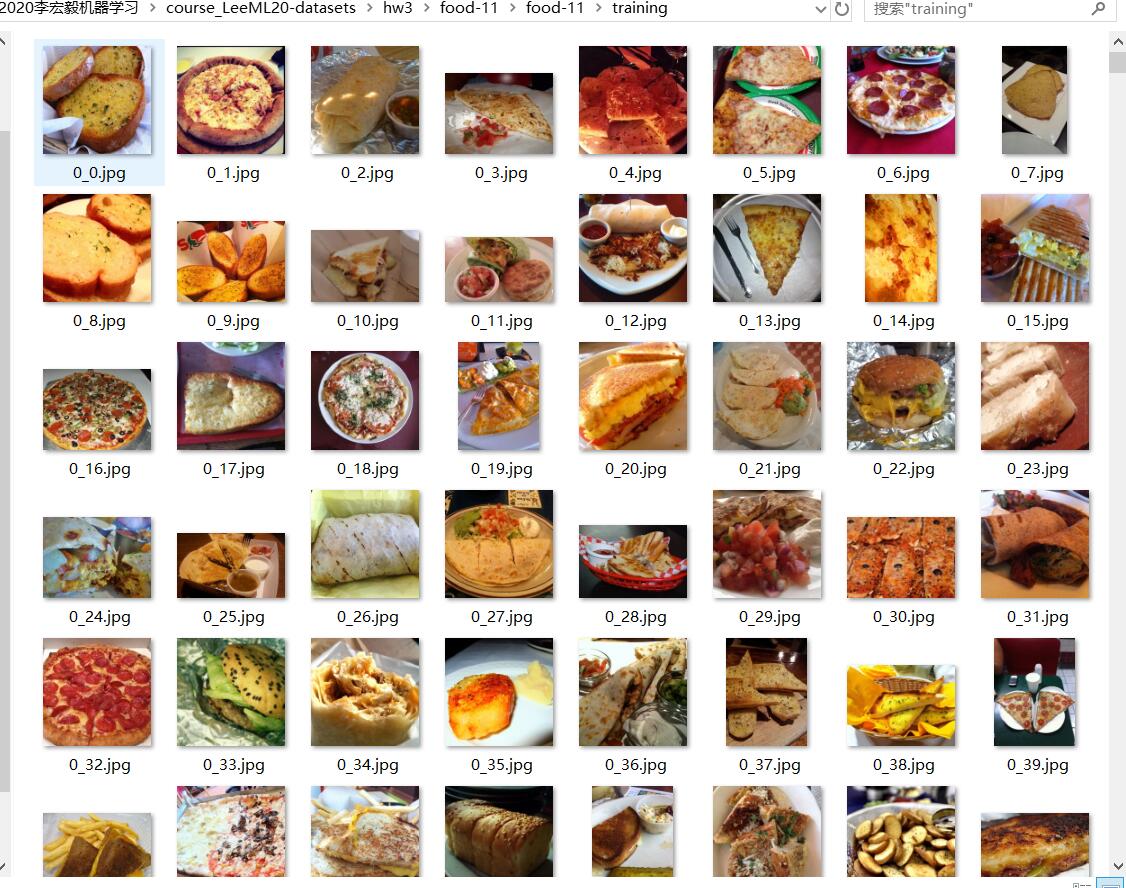 2020李宏毅机器学习 > course_LeeML20-datasets > hw3 > food-11 > food-11 > training
搜索"training"
0_0.jpg 0_1.jpg 0_2.jpg 0_3.jpg 0_4.jpg 0_5.jpg 0_6.jpg 0_7.jpg
0_8.jpg 0_9.jpg 0_10.jpg 0_11.jpg 0_12.jpg 0_13.jpg 0_14.jpg 0_15.jpg
0_16.jpg 0_17.jpg 0_18.jpg 0_19.jpg 0_20.jpg 0_21.jpg 0_22.jpg 0_23.jpg
0_24.jpg 0_25.jpg 0_26.jpg 0_27.jpg 0_28.jpg 0_29.jpg 0_30.jpg 0_31.jpg
0_32.jpg 0_33.jpg 0_34.jpg 0_35.jpg 0_36.jpg 0_37.jpg 0_38.jpg 0_39.jpg